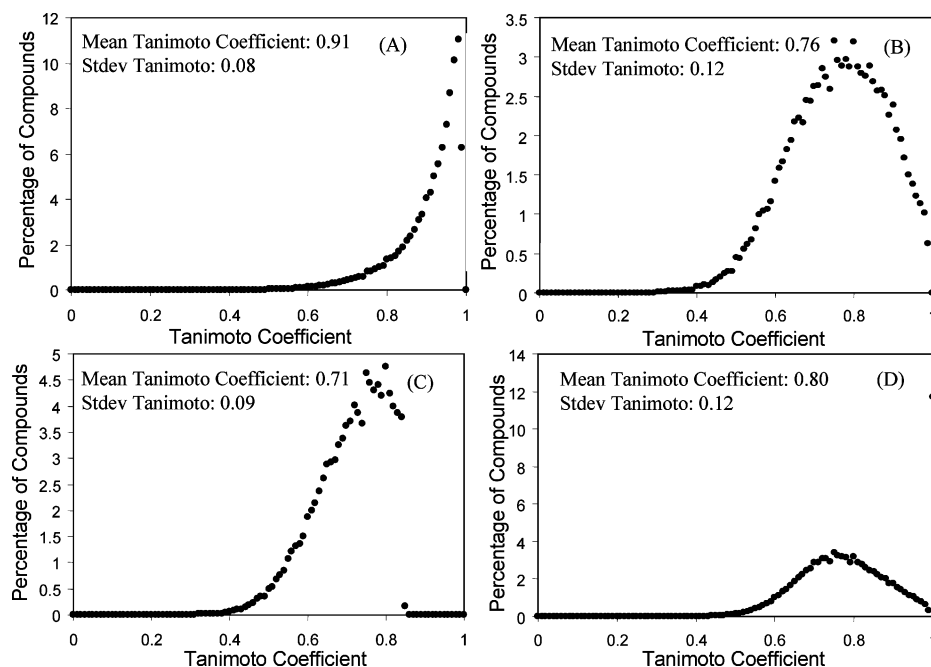 12
10
8
6
4
2
0
Percentage of Compounds
Mean Tanimoto Coefficient: 0.91
Stdev Tanimoto: 0.08
(A)
0 0.2 0.4 0.6 0.8 1
Tanimoto Coefficient
3.5
3
2.5
2
1.5
1
0.5
0
Percentage of Compounds
Mean Tanimoto Coefficient: 0.76
Stdev Tanimoto: 0.12
(B)
0 0.2 0.4 0.6 0.8 1
Tanimoto Coefficient
5
4.5
4
3.5
3
2.5
2
1.5
1
0.5
0
Percentage of Compounds
Mean Tanimoto Coefficient: 0.71
Stdev Tanimoto: 0.09
(C)
0 0.2 0.4 0.6 0.8 1
Tanimoto Coefficient
14
12
10
8
6
4
2
0
Percentage of Compounds
Mean Tanimoto Coefficient: 0.80
Stdev Tanimoto: 0.12
(D)
0 0.2 0.4 0.6 0.8 1
Tanimoto Coefficient